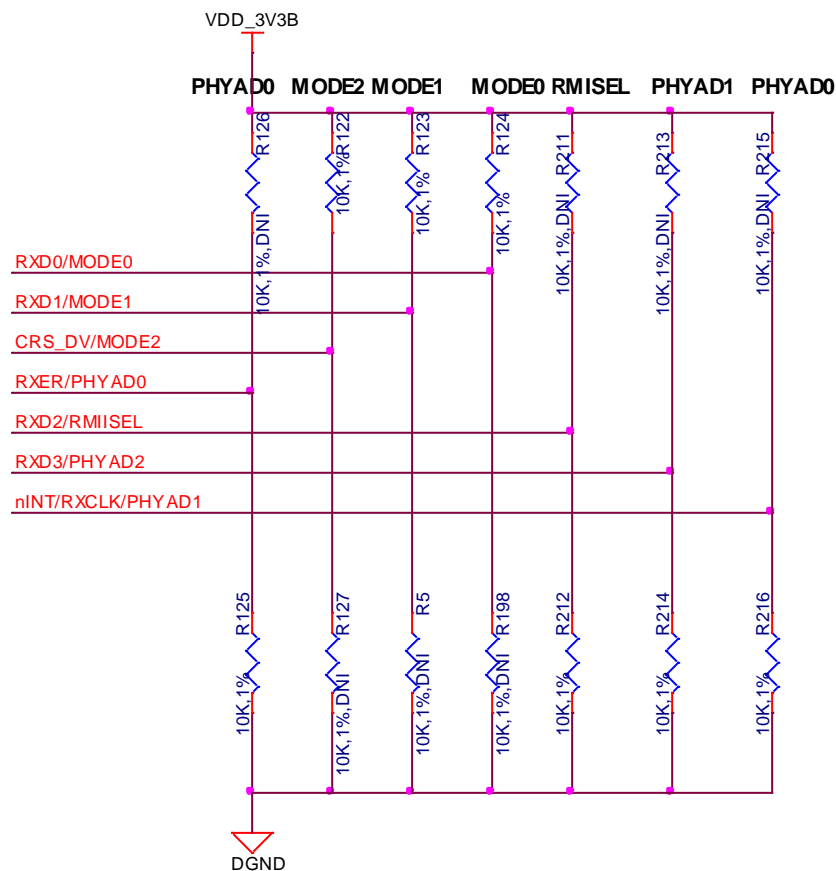 VDD_3V3B
PHYAD0 MODE2 MODE1 MODE0 RMISEL PHYAD1 PHYAD0
R126 R122 R123 R124 R211 R213 R215
10K,1%,DNI 10K,1% 10K,1% 10K,1% 10K,1%,DNI 10K,1%,DNI 10K,1%,DNI
RXD0/MODE0
RXD1/MODE1
CRS_DV/MODE2
RXER/PHYAD0
RXD2/RMIISEL
RXD3/PHYAD2
nINT/RXCLK/PHYAD1
R125 R127 R5 R198 R212 R214 R216
10K,1% 10K,1%,DNI 10K,1%,DNI 10K,1%,DNI 10K,1% 10K,1% 10K,1%
DGND